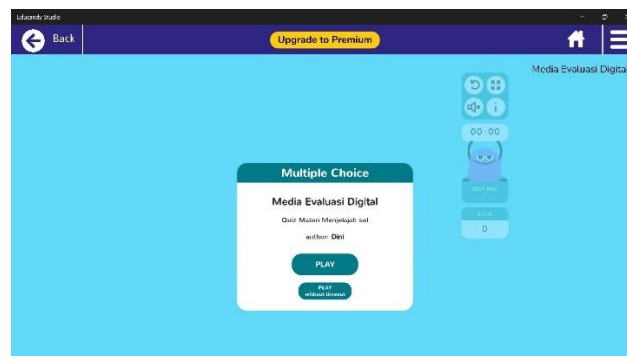 Educandy Studio
Back
Upgrade to Premium
Media Evaluasi Digital
00:00
Multiple Choice
Media Evaluasi Digital
Quiz Materi Menjelajah sel
author: Dini
PLAY
PLAY
without timeout
Score
0